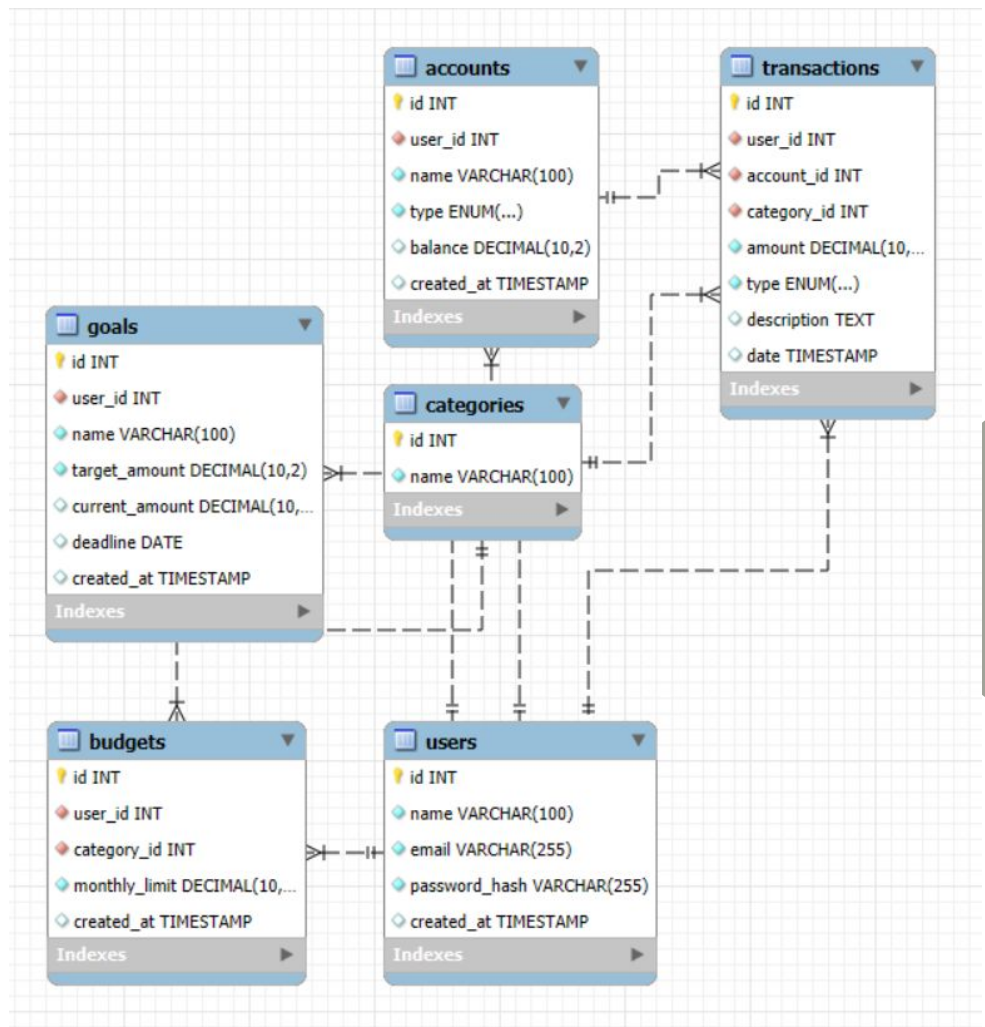 accounts
id INT
user_id INT
name VARCHAR(100)
type ENUM(...)
balance DECIMAL(10,2)
created_at TIMESTAMP
Indexes
transactions
id INT
user_id INT
account_id INT
category_id INT
amount DECIMAL(10,...
type ENUM(...)
description TEXT
date TIMESTAMP
Indexes
goals
id INT
user_id INT
name VARCHAR(100)
target_amount DECIMAL(10,2)
current_amount DECIMAL(10,...
deadline DATE
created_at TIMESTAMP
Indexes
categories
id INT
name VARCHAR(100)
Indexes
budgets
id INT
user_id INT
category_id INT
monthly_limit DECIMAL(10,...
created_at TIMESTAMP
Indexes
users
id INT
name VARCHAR(100)
email VARCHAR(255)
password_hash VARCHAR(255)
created_at TIMESTAMP
Indexes